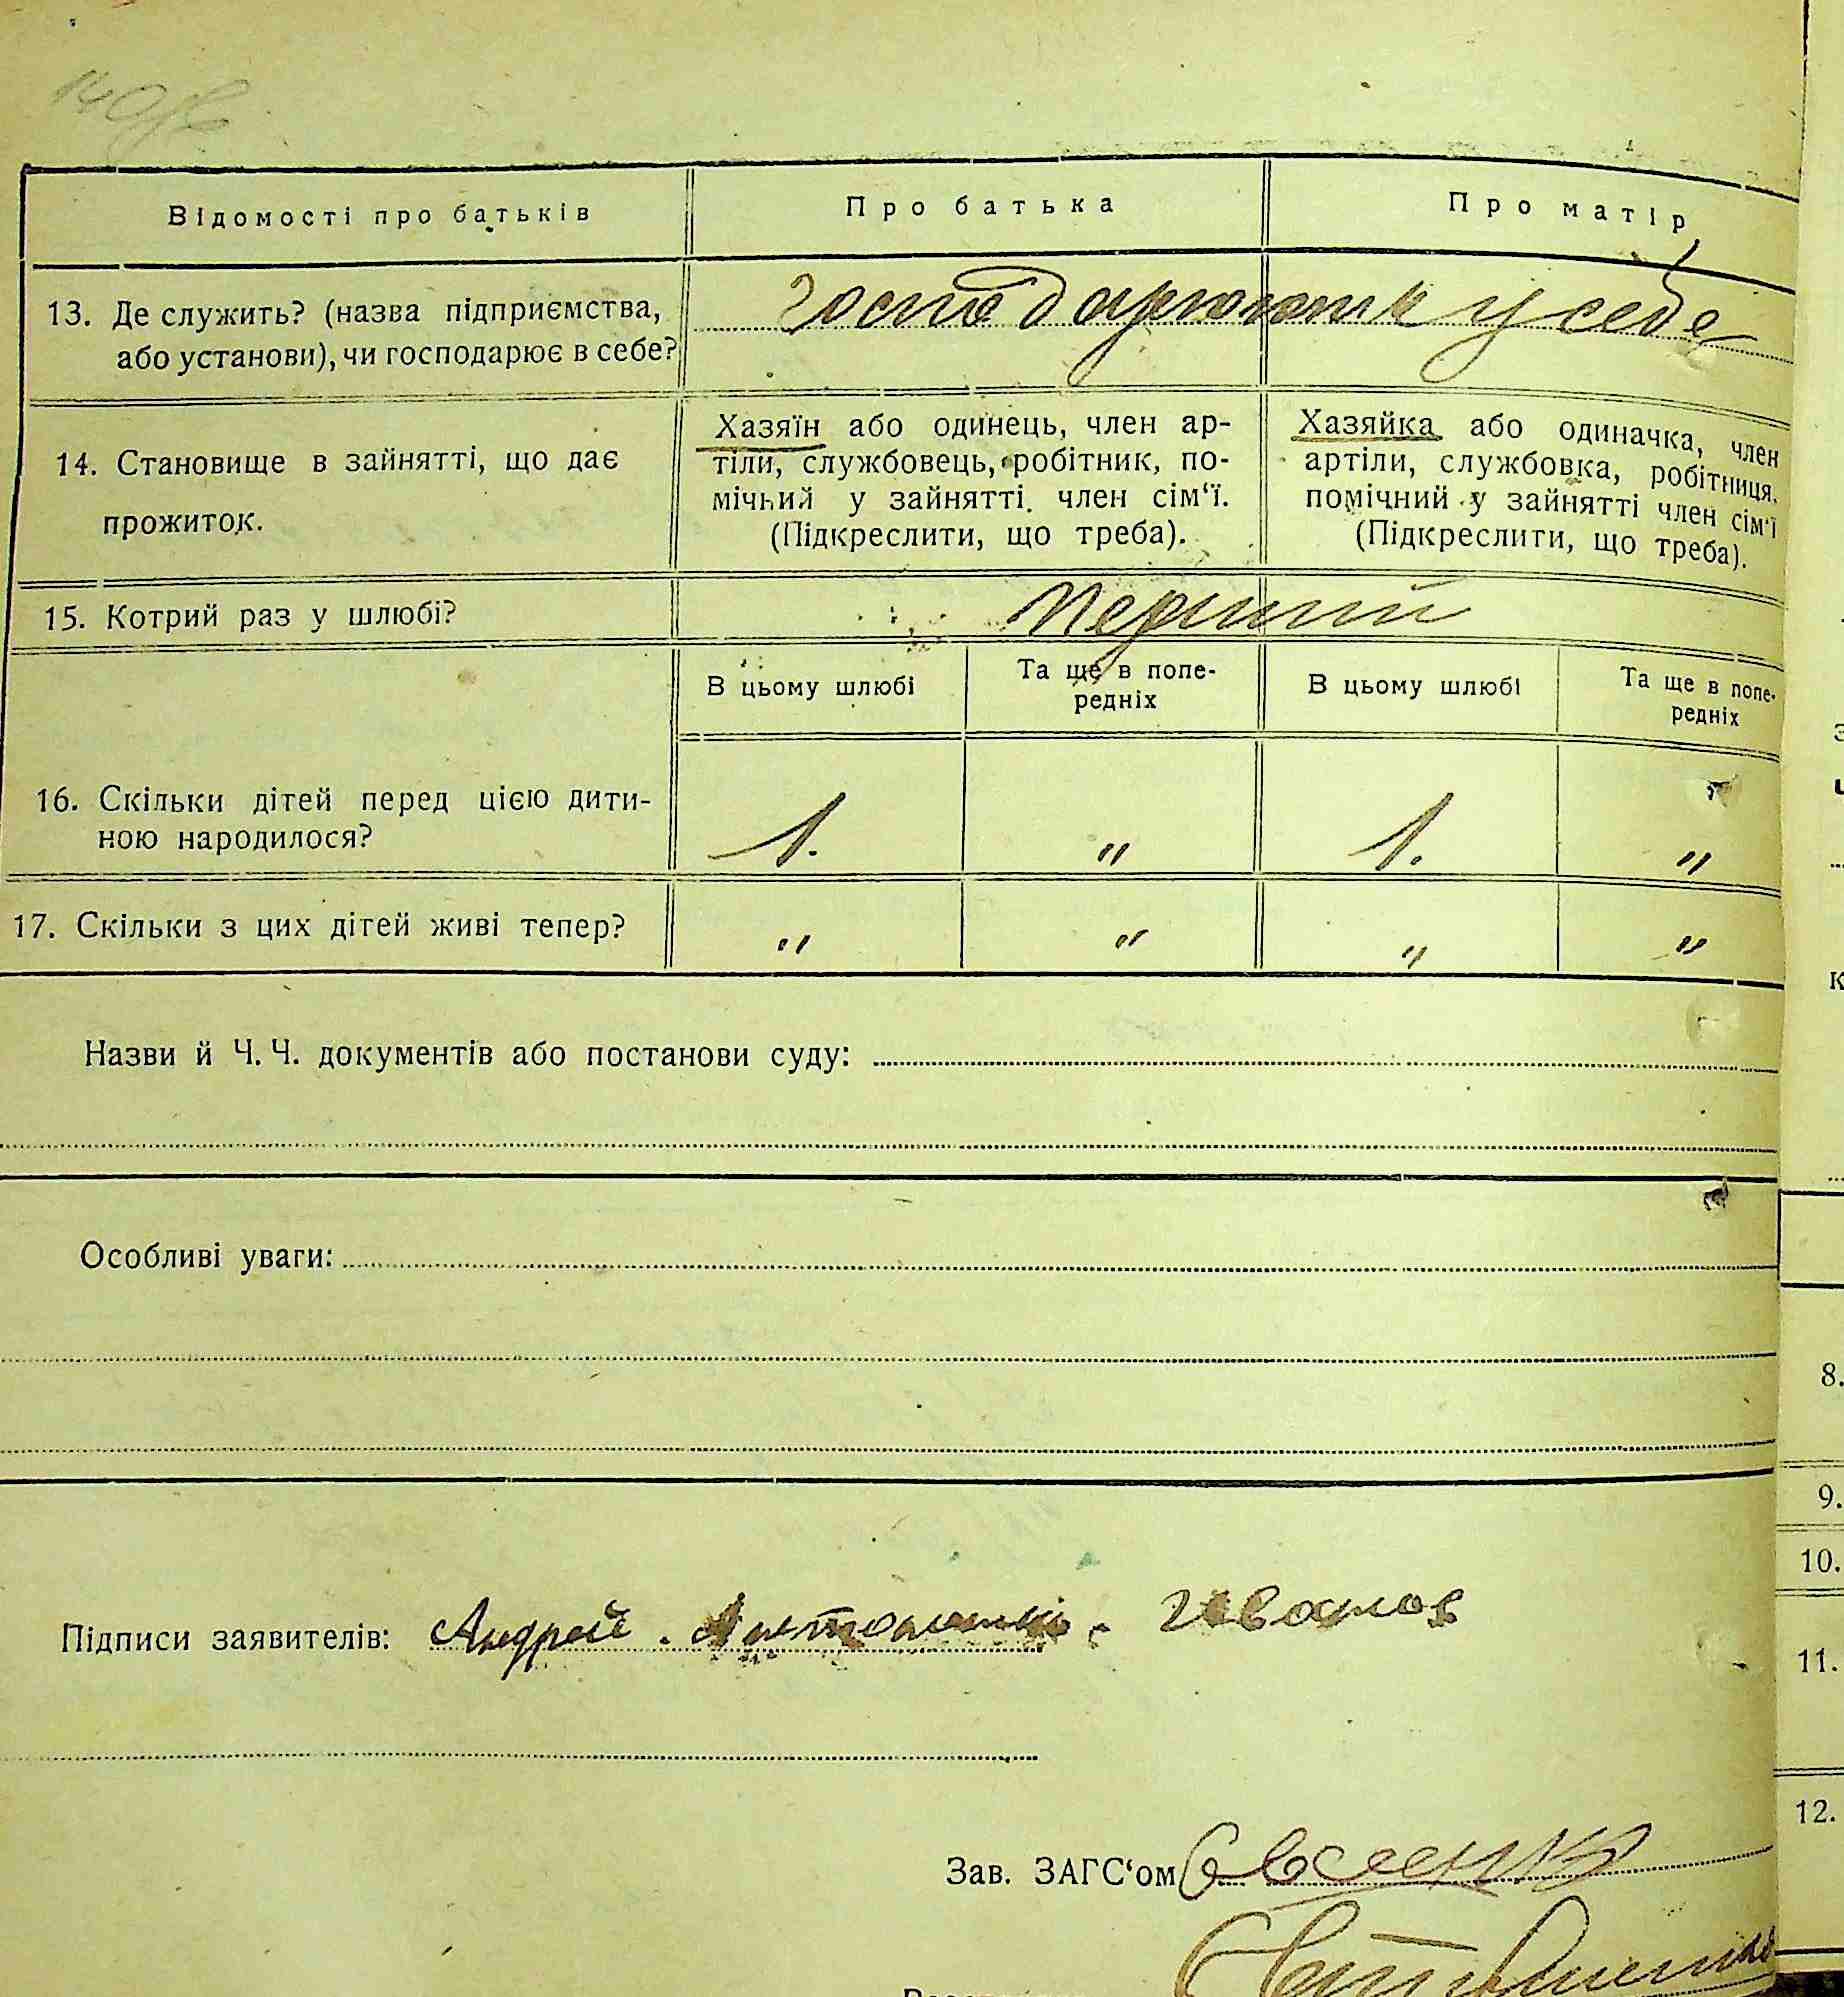 Відомості про батьків
Про батька
Про матір
13. Де служить? (назва підприємства,
або установи), чи господарює в себе?
господарюють у себе
14. Становище в зайнятті, що дає
прожиток.
Хазяїн або одинець, член ар-
тіли, службовець, робітник, по-
мічний у зайнятті. член сім‘ї.
(Підкреслити, що треба).
Хазяйка або одиначка, член
артіли, службовка, робітниця.
помічний у зайнятті член сім‘ї
(Підкреслити, що треба).
15. Котрий раз у шлюбі?
перший
В цьому шлюбі
Та ще в попе-
редніх
В цьому шлюбі
Та ще в попе-
редніх
16. Скільки дітей перед цією дити-
ною народилося?
1.
"
1.
"
17. Скільки з цих дітей живі тепер?
"
"
"
"
Назви й Ч. Ч. документів або постанови суду:
Особливі уваги:
Підписи заявителів: Андрей
Зав. ЗАГС‘ом
8.
9.
10.
11.
12.